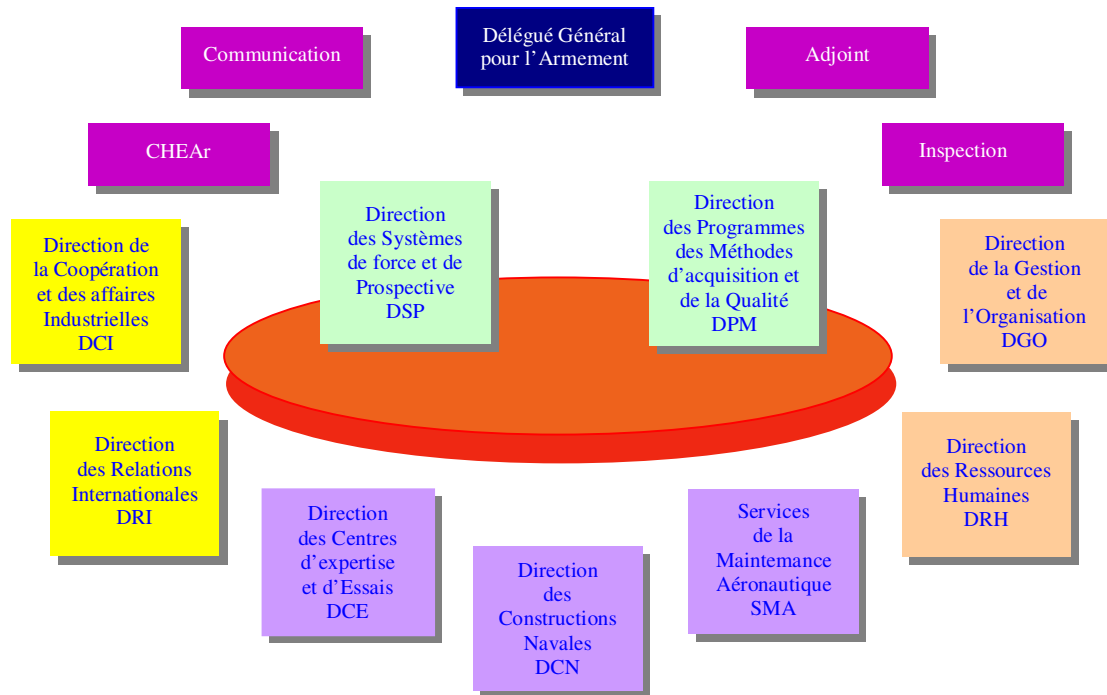 Communication
Délégué Général
pour l'Armement
Adjoint
CHEAr
Inspection
Direction de
la Coopération
et des affaires
Industrielles
DCI
Direction
des Systèmes
de force et de
Prospective
DSP
Direction
des Programmes
des Méthodes
d'acquisition et
de la Qualité
DPM
Direction
de la Gestion
et de
l'Organisation
DGO
Direction
des Relations
Internationales
DRI
Direction
des Centres
d'expertise
et d'Essais
DCE
Direction
des
Constructions
Navales
DCN
Services
de la
Maintemance
Aéronautique
SMA
Direction
des Ressources
Humaines
DRH